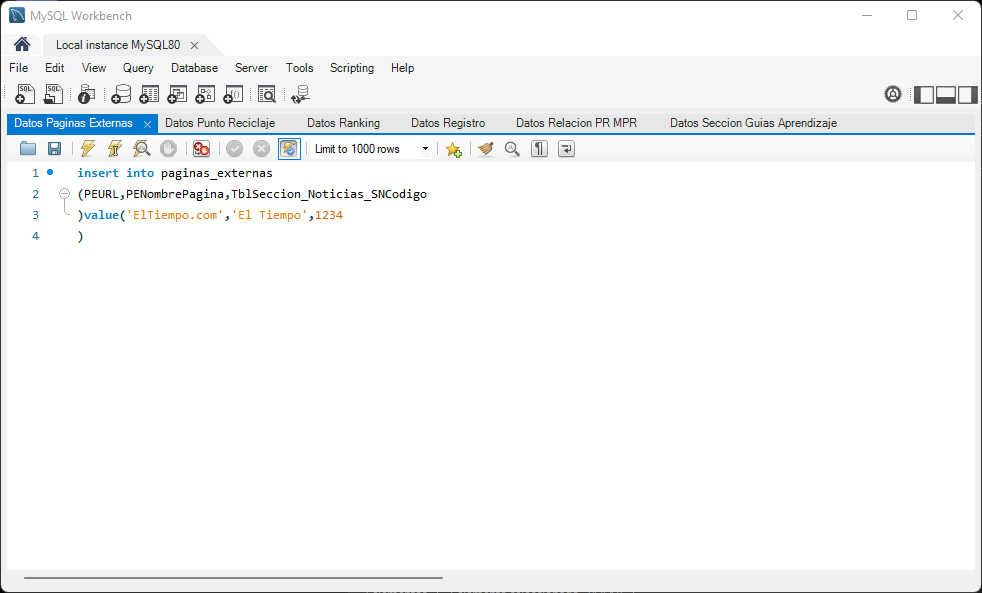 MySQL Workbench
Local instance MySQL80
File Edit View Query Database Server Tools Scripting Help
Datos Paginas Externas Datos Punto Reciclaje Datos Ranking Datos Registro Datos Relacion PR MPR Datos Seccion Guias Aprendizaje
Limit to 1000 rows
1 insert into paginas_externas
2 (PEURL,PENombrePagina,TblSeccion_Noticias_SNCodigo
3 )value('ElTiempo.com','El Tiempo',1234
4 )